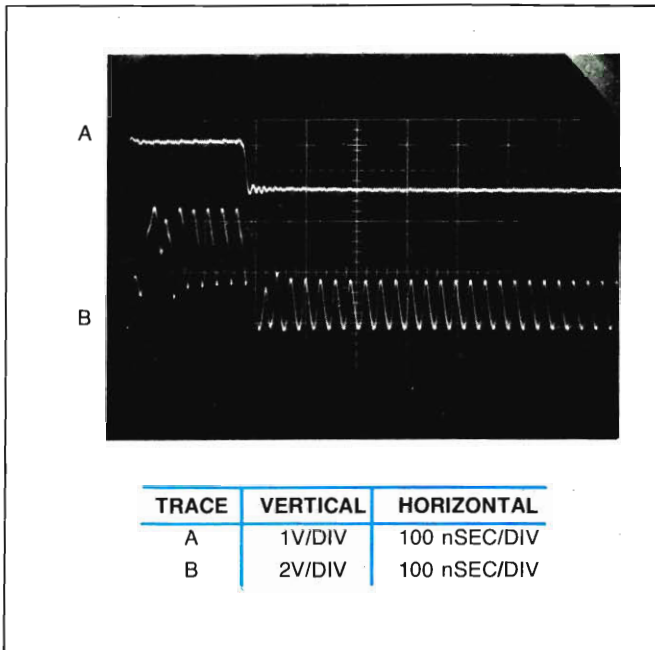 A
B
TRACE VERTICAL HORIZONTAL
A 1V/DIV 100 nSEC/DIV
B 2V/DIV 100 nSEC/DIV